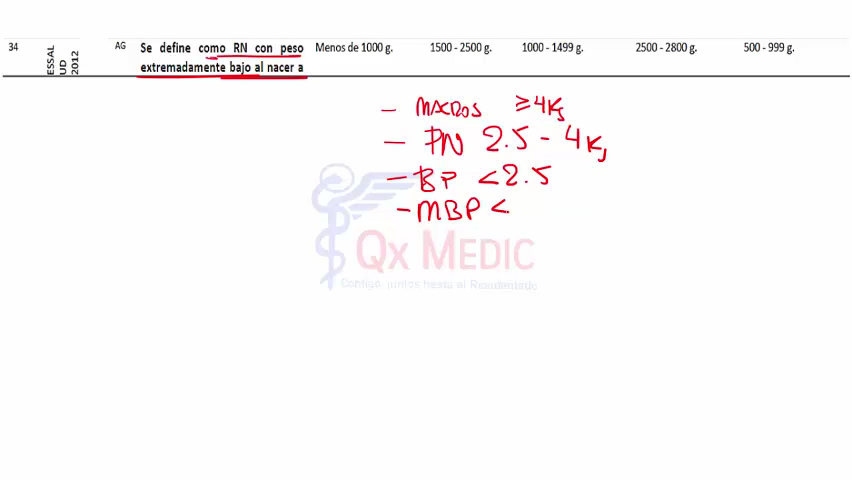 34 ESSAL UD 2012 AG Se define como RN con peso extremadamente bajo al nacer a Menos de 1000 g. 1500 - 2500 g. 1000 - 1499 g. 2500 - 2800 g. 500 - 999 g.
- MACROS ≥4Kg
- PN 2.5 - 4Kg
- BP <2.5
- MBP <
Qx MEDIC
Contigo, juntos hasta el Residentado